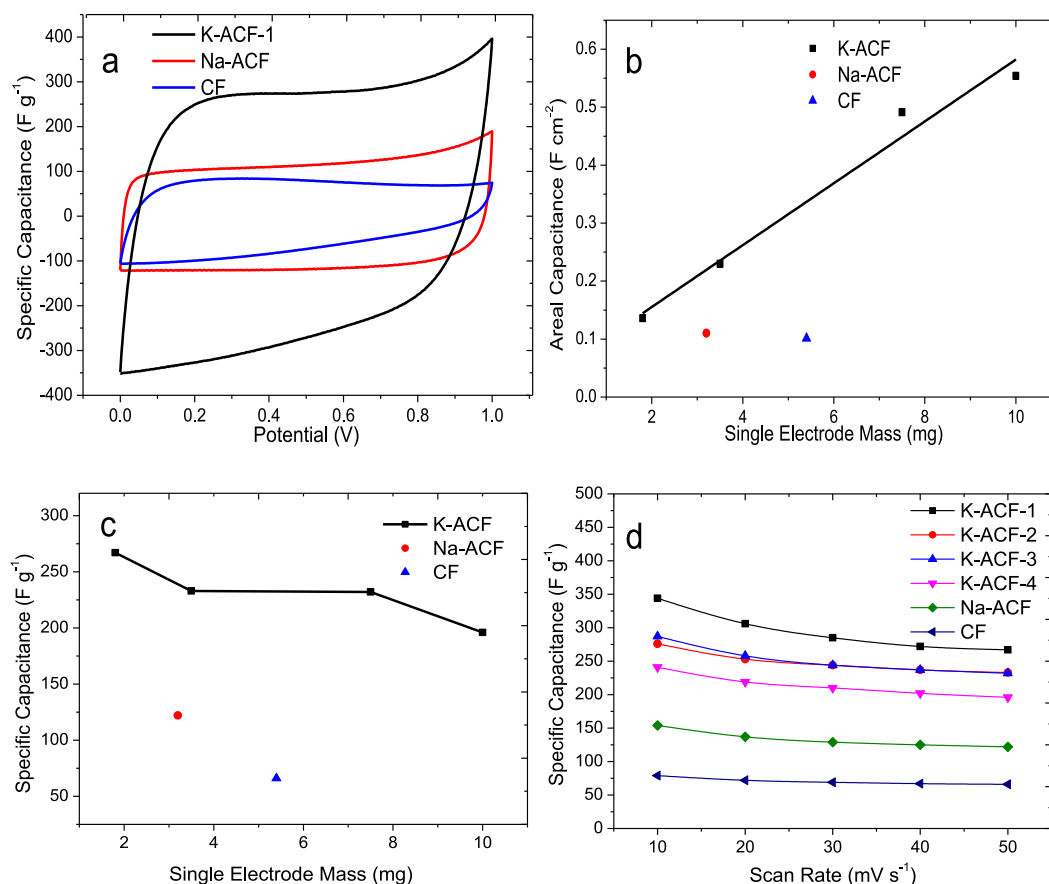 a
K-ACF-1
Na-ACF
CF
Specific Capacitance (F g⁻¹)
400
300
200
100
0
-100
-200
-300
-400
0.0 0.2 0.4 0.6 0.8 1.0
Potential (V)
b
K-ACF
Na-ACF
CF
Areal Capacitance (F cm⁻²)
0.6
0.5
0.4
0.3
0.2
0.1
0.0
2 4 6 8 10
Single Electrode Mass (mg)
c
K-ACF
Na-ACF
CF
Specific Capacitance (F g⁻¹)
300
250
200
150
100
50
2 4 6 8 10
Single Electrode Mass (mg)
d
K-ACF-1
K-ACF-2
K-ACF-3
K-ACF-4
Na-ACF
CF
Specific Capacitance (F g⁻¹)
500
450
400
350
300
250
200
150
100
50
0
10 20 30 40 50
Scan Rate (mV s⁻¹)